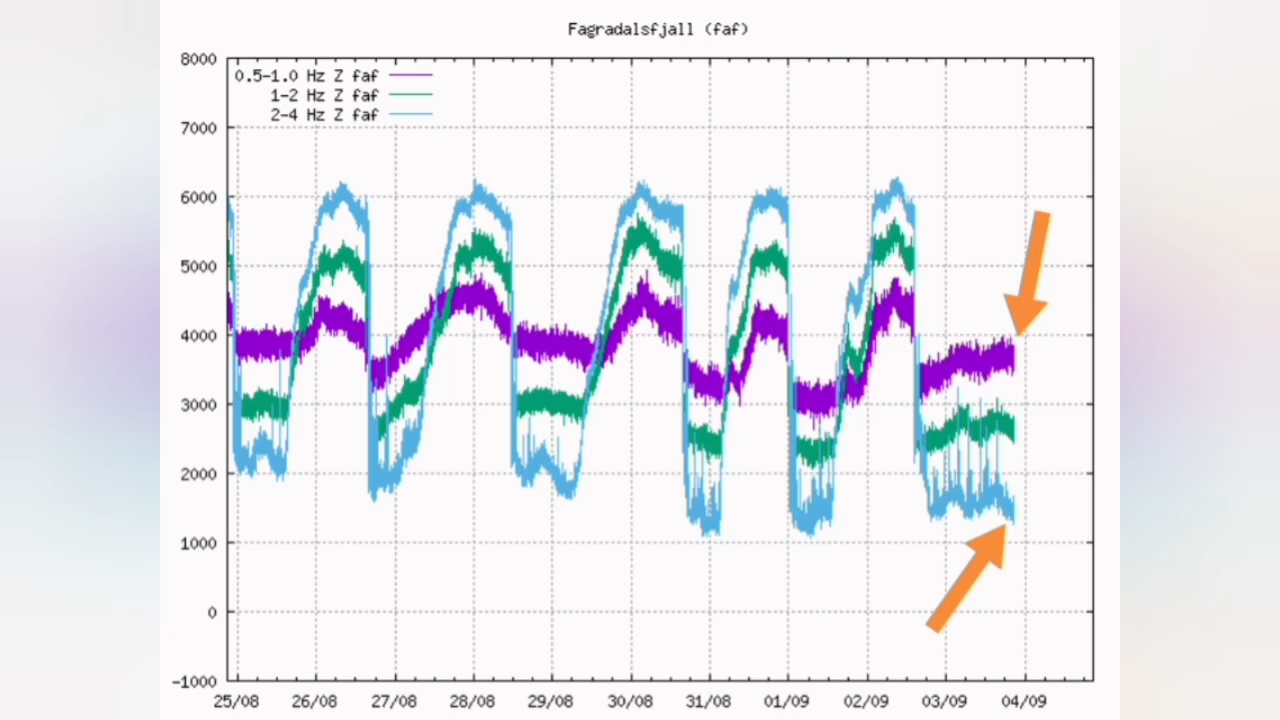 Fagradalsfjall (faf)
8000
0.5-1.0 Hz Z faf
1-2 Hz Z faf
2-4 Hz Z faf
7000
6000
5000
4000
3000
2000
1000
0
-1000
25/08 26/08 27/08 28/08 29/08 30/08 31/08 01/09 02/09 03/09 04/09